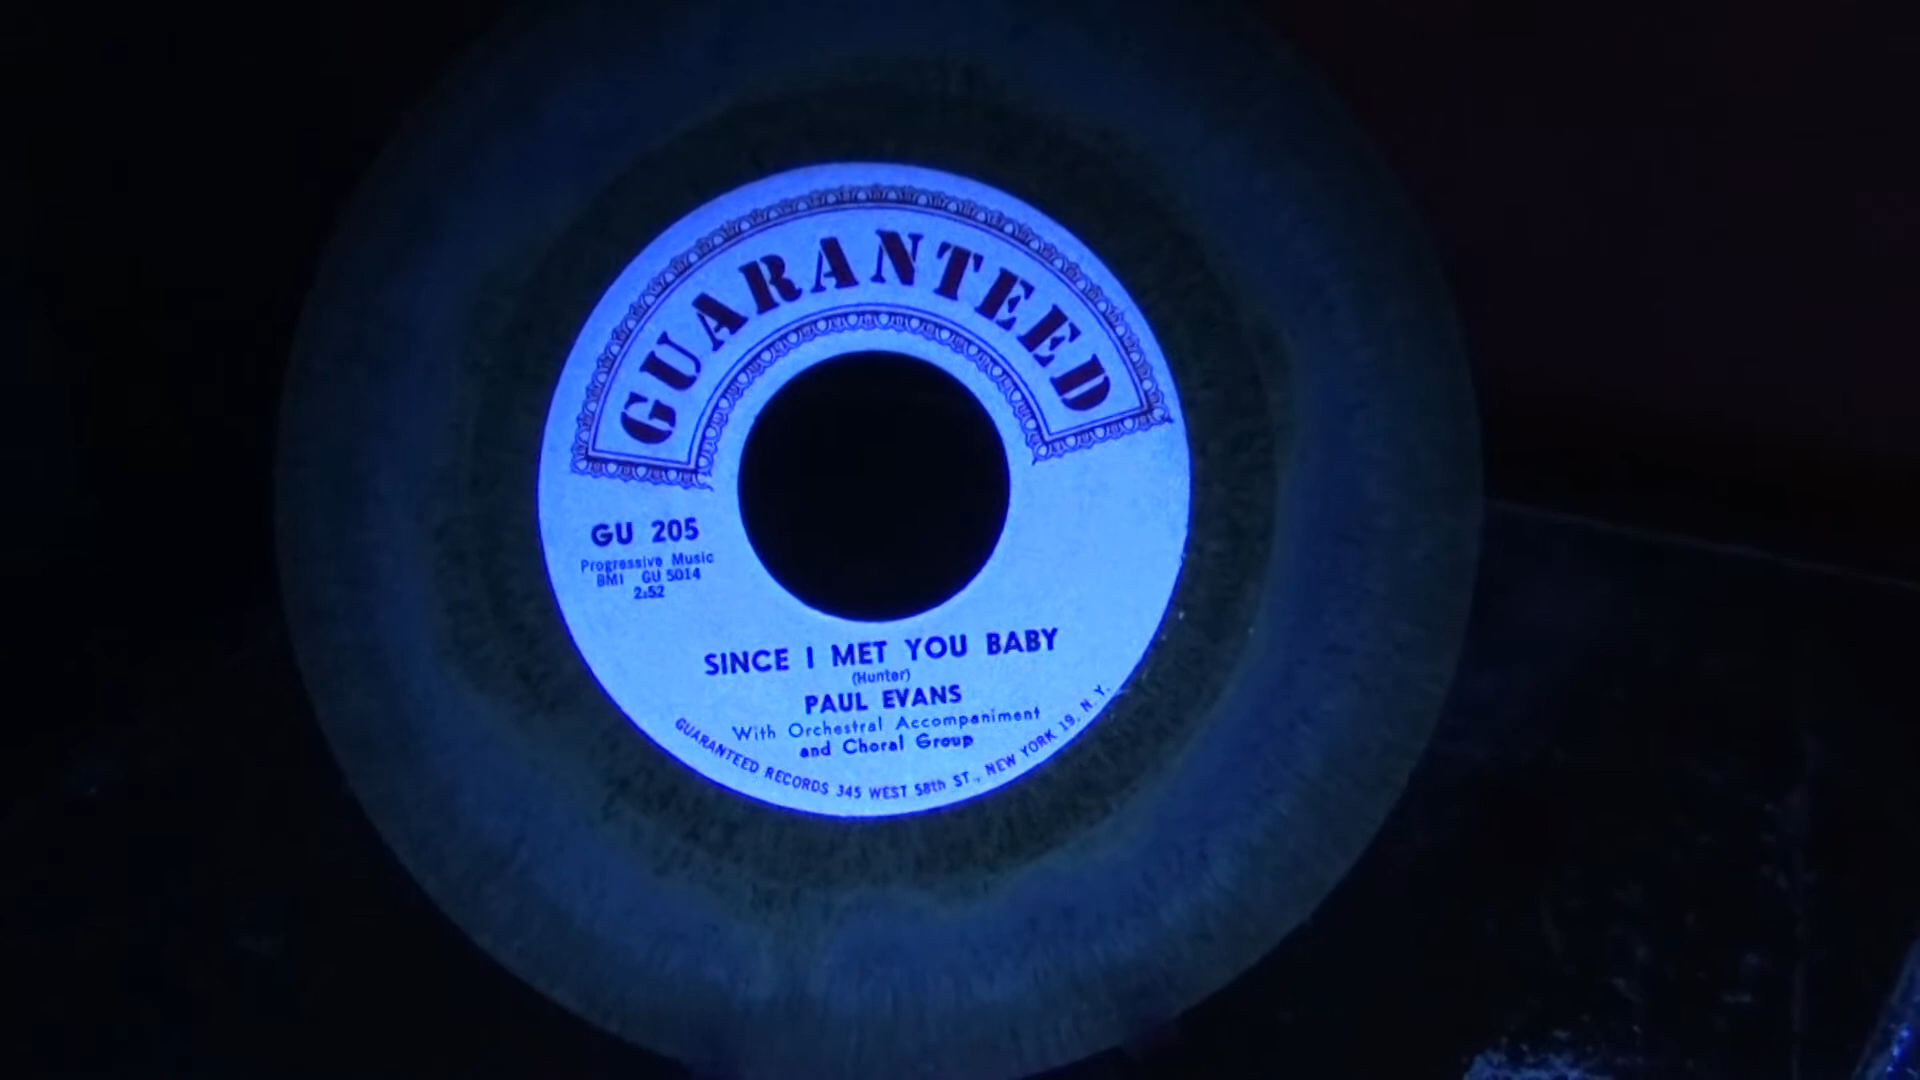 GUARANTEED
GU 205
Progressive Music
BMI GU 5014
2:52
SINCE I MET YOU BABY
(Hunter)
PAUL EVANS
With Orchestral Accompaniment
and Choral Group
GUARANTEED RECORDS 345 WEST 58th ST., NEW YORK 19, N. Y.